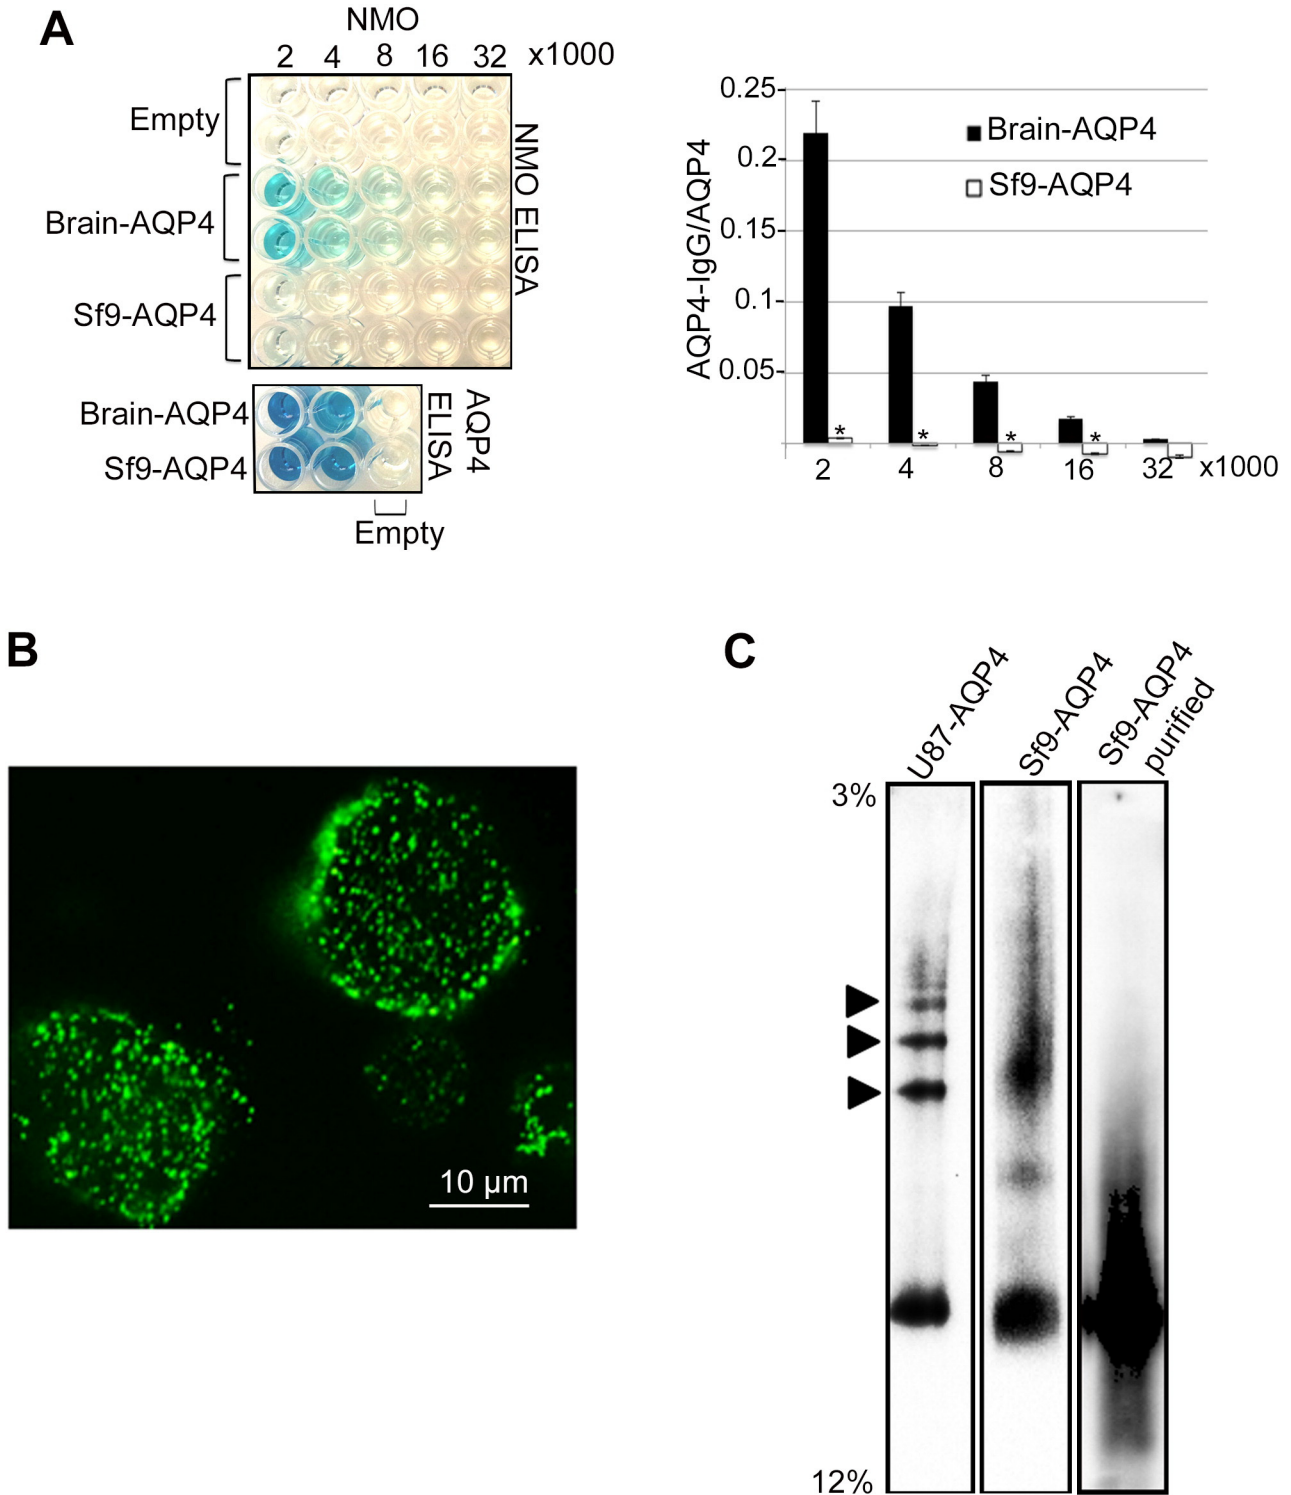 A
NMO
2 4 8 16 32 x1000
Empty
Brain-AQP4
Sf9-AQP4
NMO ELISA
Brain-AQP4
Sf9-AQP4
AQP4
ELISA
Empty
0.25
0.2
0.15
0.1
0.05
AQP4-IgG/AQP4
Brain-AQP4
Sf9-AQP4
* * * *
2 4 8 16 32 x1000
B
10 µm
C
U87-AQP4
Sf9-AQP4
Sf9-AQP4
purified
3%
12%